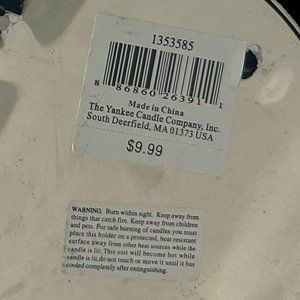 1353585
8 86860 26391 1
Made in China
The Yankee Candle Company, Inc.
South Deerfield, MA 01373 USA
$9.99
WARNING. Burn within sight. Keep away from
things that catch fire. Keep away from children
and pets. For safe burning of candles you must
place this holder on a protected, heat resistant
surface away from other heat sources while the
candle is lit. This unit will become hot while
candle is lit,do not touch or move it until it has
cooled completely after extinguishing.